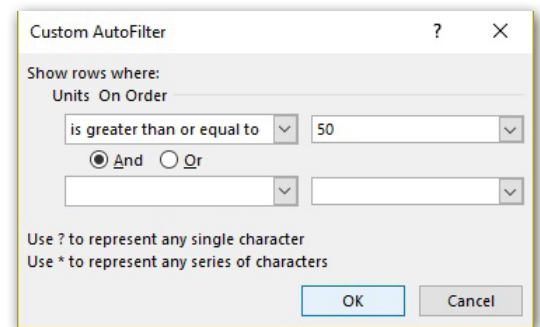 Custom AutoFilter ?
Show rows where:
Units On Order
is greater than or equal to 50
And Or
Use ? to represent any single character
Use * to represent any series of characters
OK Cancel